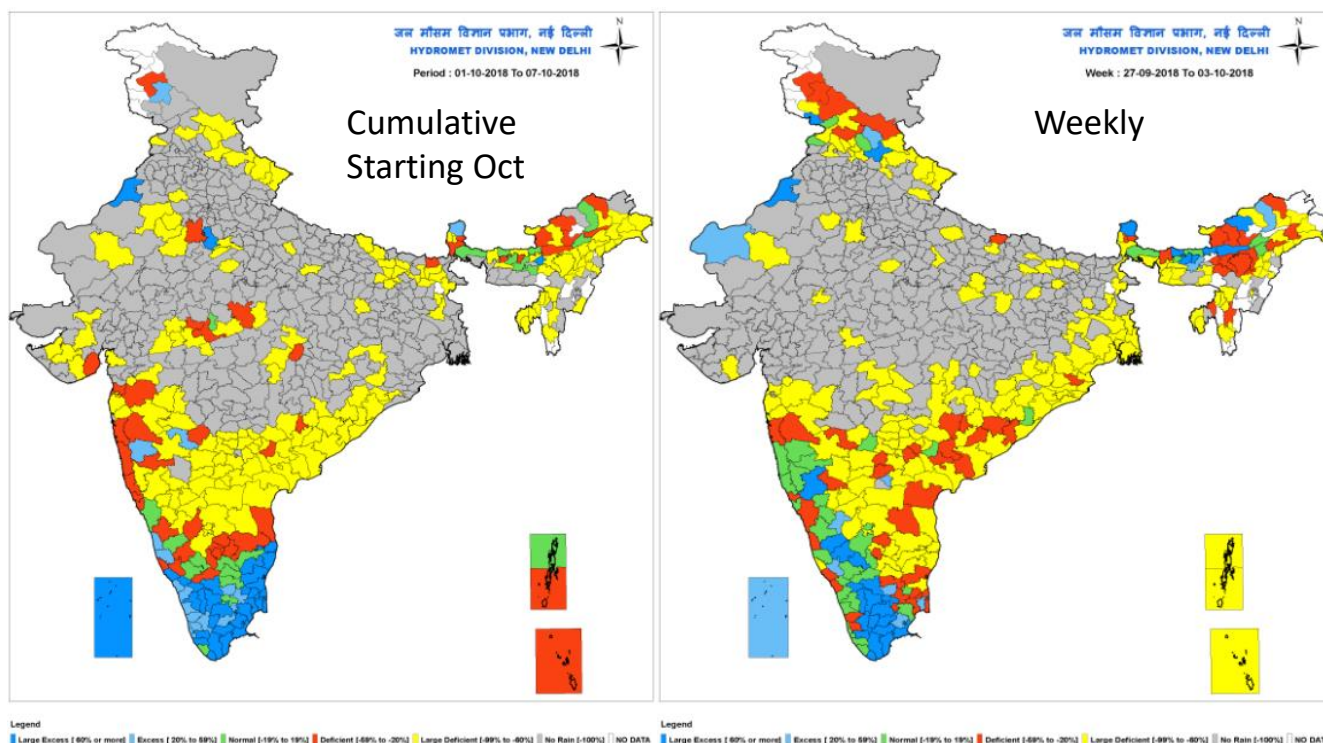 जल मौसम विज्ञान प्रभाग, नई दिल्ली
HYDROMET DIVISION, NEW DELHI
Period : 01-10-2018 To 07-10-2018
N
Cumulative
Starting Oct
Legend
Large Excess [ 60% or more] Excess [ 20% to 59%] Normal [-19% to 19%] Deficient [-59% to -20%] Large Deficient [-99% to -60%] No Rain [-100%] NO DATA
जल मौसम विज्ञान प्रभाग, नई दिल्ली
HYDROMET DIVISION, NEW DELHI
Week : 27-09-2018 To 03-10-2018
N
Weekly
Legend
Large Excess [ 60% or more] Excess [ 20% to 59%] Normal [-19% to 19%] Deficient [-59% to -20%] Large Deficient [-99% to -60%] No Rain [-100%] NO DATA